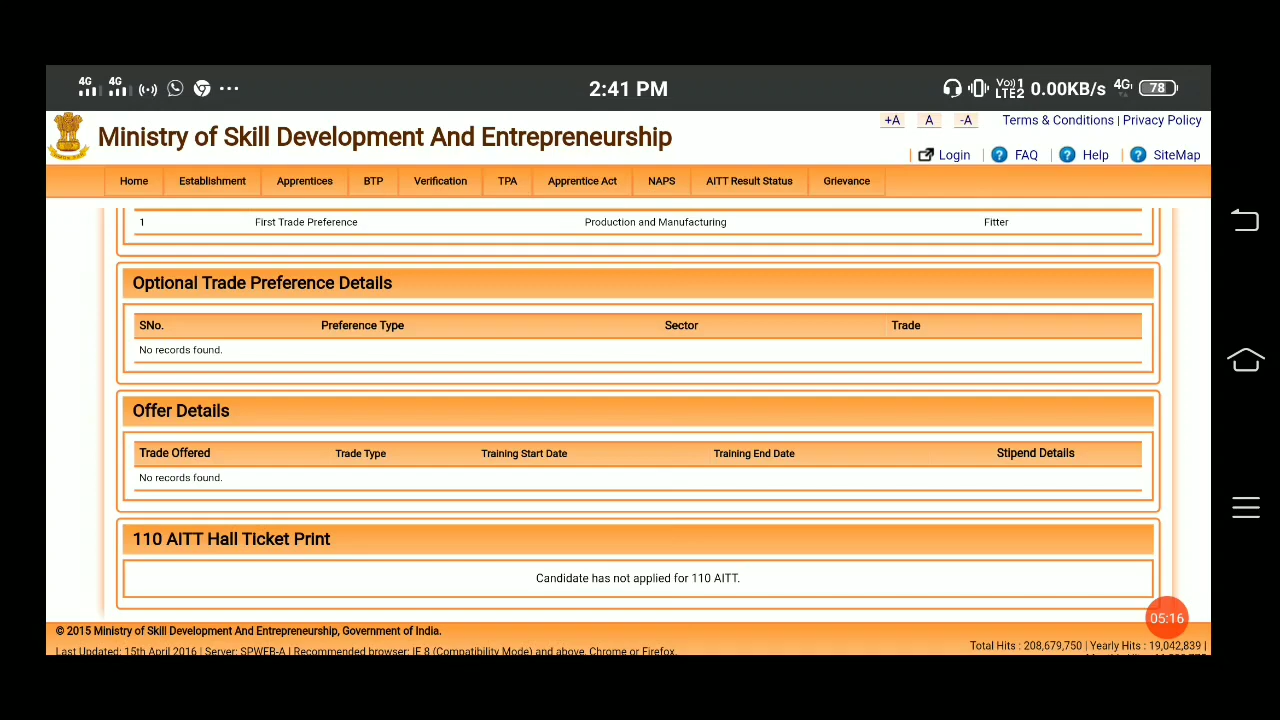 4G 4G 2:41 PM Vo)) 1 LTE2 0.00KB/s 4G 78
+A A -A Terms & Conditions | Privacy Policy
Ministry of Skill Development And Entrepreneurship
Login FAQ Help SiteMap
Home Establishment Apprentices BTP Verification TPA Apprentice Act NAPS AITT Result Status Grievance
1 First Trade Preference Production and Manufacturing Fitter
Optional Trade Preference Details
SNo. Preference Type Sector Trade
No records found.
Offer Details
Trade Offered Trade Type Training Start Date Training End Date Stipend Details
No records found.
110 AITT Hall Ticket Print
Candidate has not applied for 110 AITT.
05:16
© 2015 Ministry of Skill Development And Entrepreneurship, Government of India.
Total Hits : 208,679,750 | Yearly Hits : 19,042,839 |
Last Updated: 15th April 2016 | Server: SPWEB-A | Recommended browser: IE 8 (Compatibility Mode) and above, Chrome or Firefox.